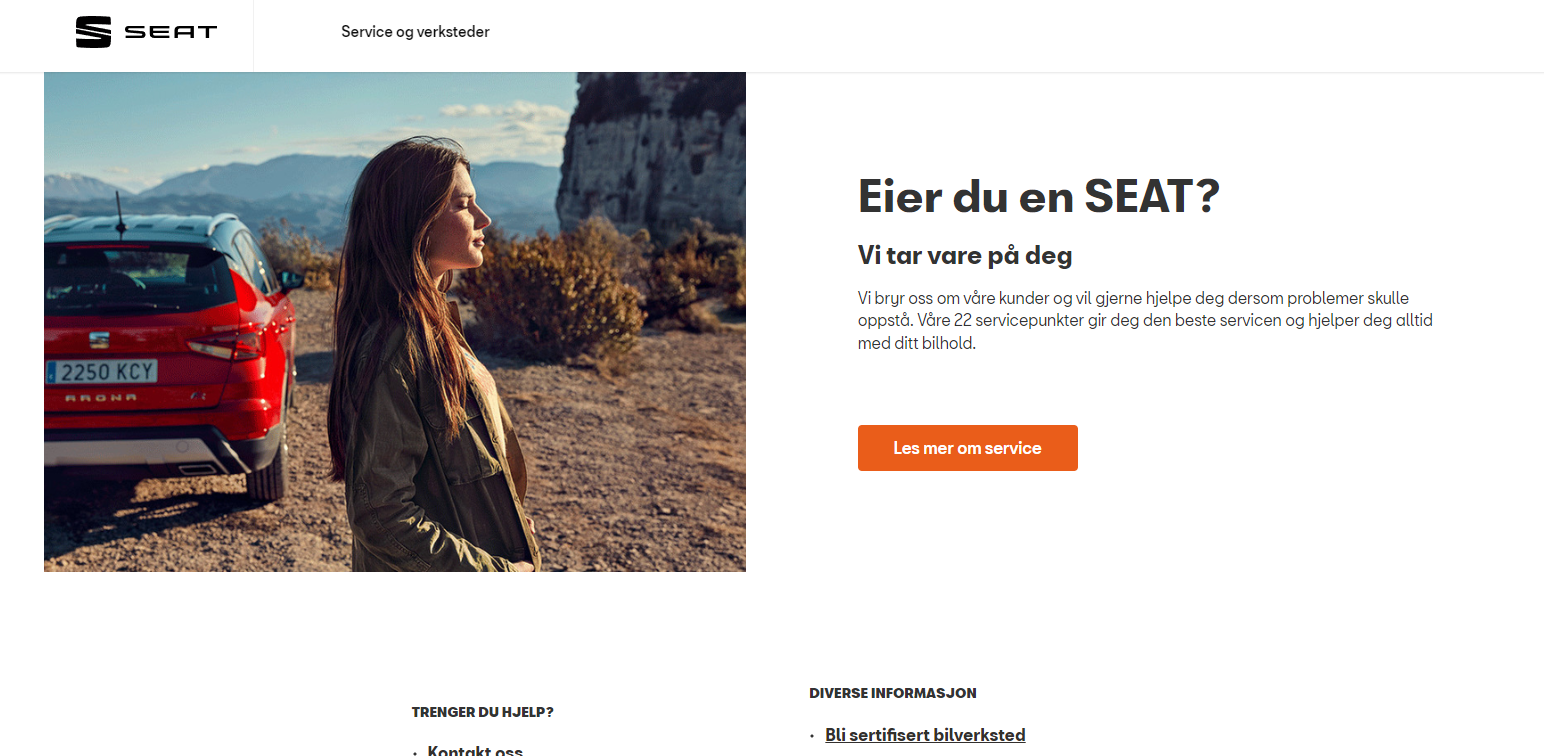 SEAT
Service og verksteder
2250 KCY
ARONA
Eier du en SEAT?
Vi tar vare på deg
Vi bryr oss om våre kunder og vil gjerne hjelpe deg dersom problemer skulle
oppstå. Våre 22 servicepunkter gir deg den beste servicen og hjelper deg alltid
med ditt bilhold.
Les mer om service
TRENGER DU HJELP?
• Kontakt oss
DIVERSE INFORMASJON
• Bli sertifisert bilverksted